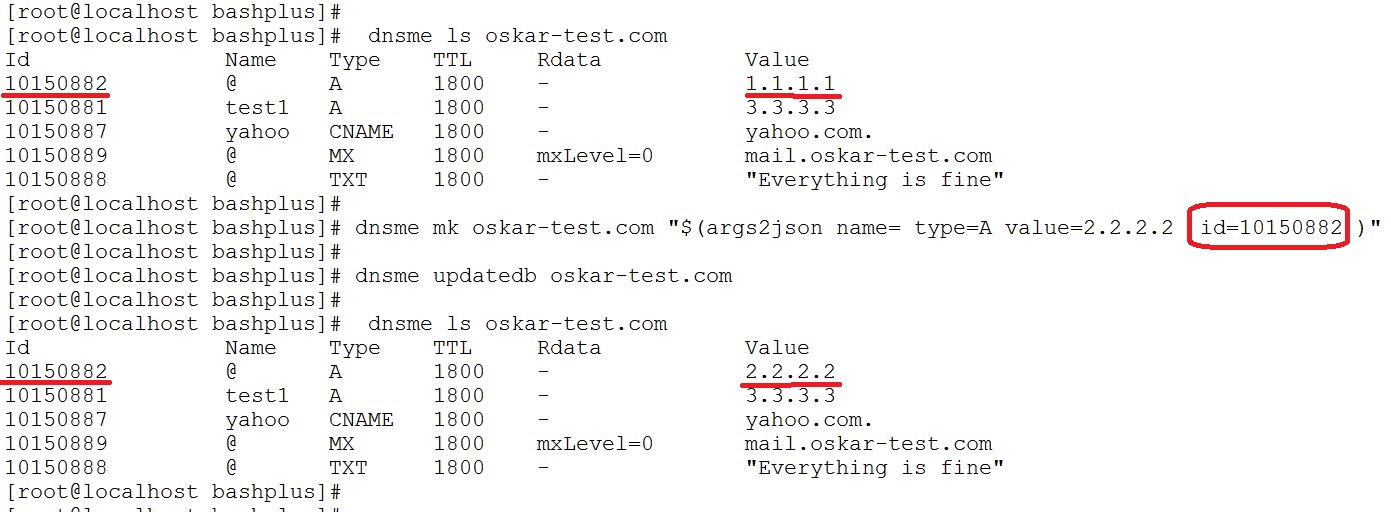 [root@localhost bashplus]#
[root@localhost bashplus]#  dnsme ls oskar-test.com
Id                Name    Type    TTL     Rdata           Value
10150882          @       A       1800    -               1.1.1.1
10150881          test1   A       1800    -               3.3.3.3
10150887          yahoo   CNAME   1800    -               yahoo.com.
10150889          @       MX      1800    mxLevel=0       mail.oskar-test.com
10150888          @       TXT     1800    -               "Everything is fine"
[root@localhost bashplus]#
[root@localhost bashplus]# dnsme mk oskar-test.com "$(args2json name= type=A value=2.2.2.2  id=10150882 )"
[root@localhost bashplus]#
[root@localhost bashplus]# dnsme updatedb oskar-test.com
[root@localhost bashplus]#
[root@localhost bashplus]#  dnsme ls oskar-test.com
Id                Name    Type    TTL     Rdata           Value
10150882          @       A       1800    -               2.2.2.2
10150881          test1   A       1800    -               3.3.3.3
10150887          yahoo   CNAME   1800    -               yahoo.com.
10150889          @       MX      1800    mxLevel=0       mail.oskar-test.com
10150888          @       TXT     1800    -               "Everything is fine"
[root@localhost bashplus]#
[root@localhost bashplus]#